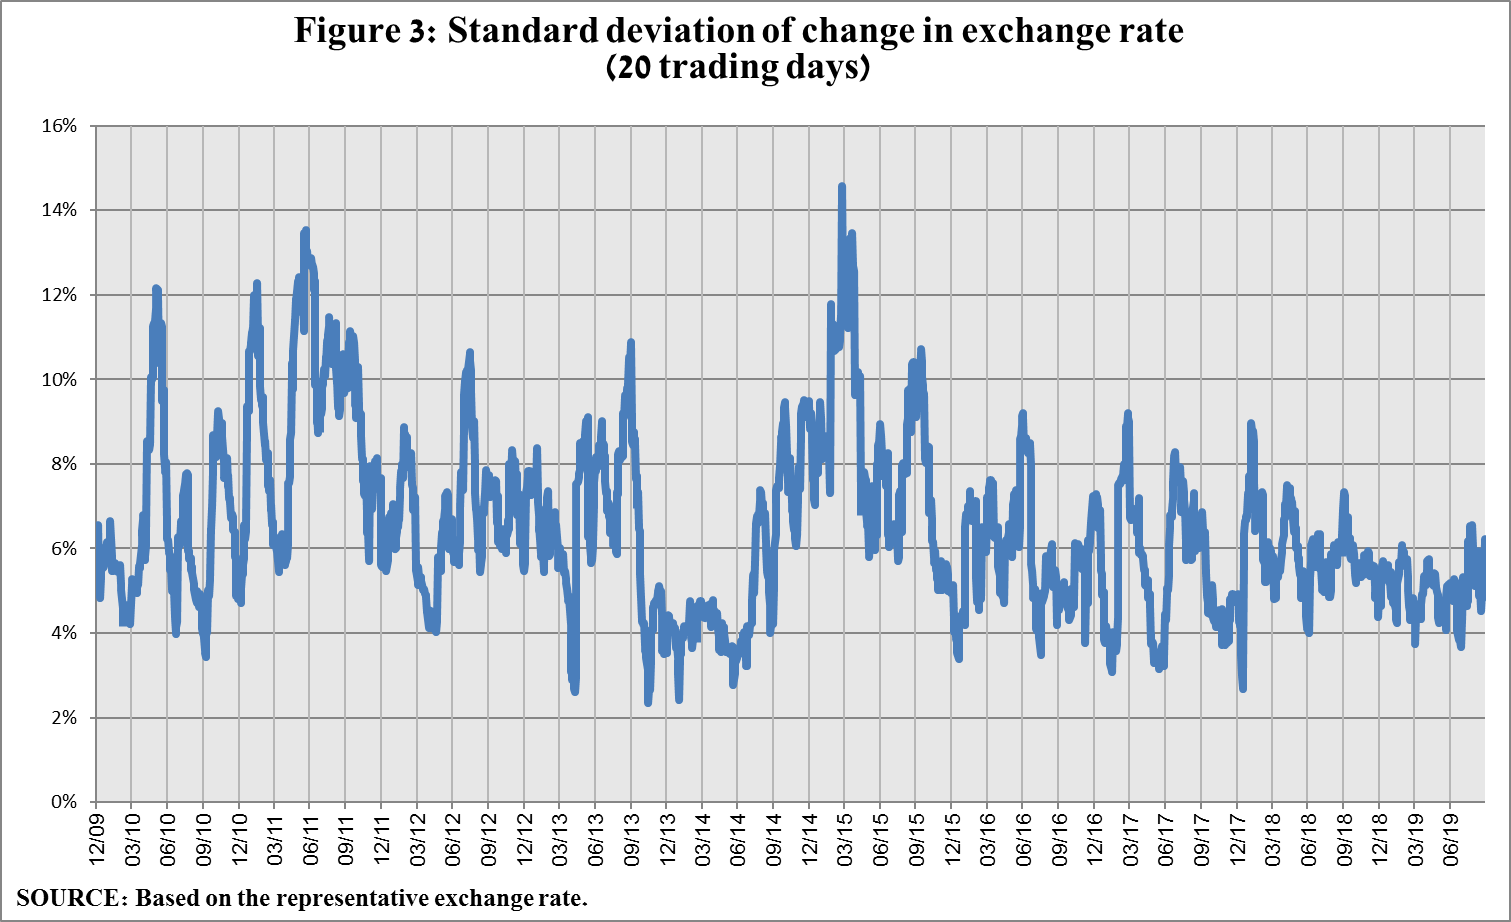 Figure 3: Standard deviation of change in exchange rate
(20 trading days)
16%
14%
12%
10%
8%
6%
4%
2%
0%
12/09 03/10 06/10 09/10 12/10 03/11 06/11 09/11 12/11 03/12 06/12 09/12 12/12 03/13 06/13 09/13 12/13 03/14 06/14 09/14 12/14 03/15 06/15 09/15 12/15 03/16 06/16 09/16 12/16 03/17 06/17 09/17 12/17 03/18 06/18 09/18 12/18 03/19 06/19
SOURCE: Based on the representative exchange rate.